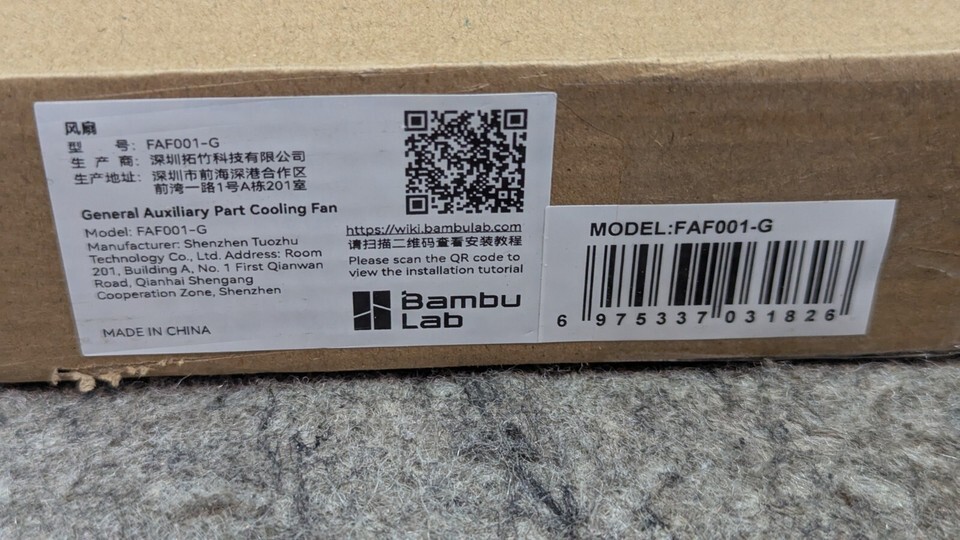 风扇
型 号: FAF001-G
生 产 商: 深圳拓竹科技有限公司
生产地址: 深圳市前海深港合作区
前湾一路1号A栋201室
General Auxiliary Part Cooling Fan
Model: FAF001-G
Manufacturer: Shenzhen Tuozhu
Technology Co., Ltd. Address: Room
201, Building A, No. 1 First Qianwan
Road, Qianhai Shengang
Cooperation Zone, Shenzhen
MADE IN CHINA
https://wiki.bambulab.com
请扫描二维码查看安装教程
Please scan the QR code to
view the installation tutorial
Bambu
Lab
MODEL:FAF001-G
6 975337 031826